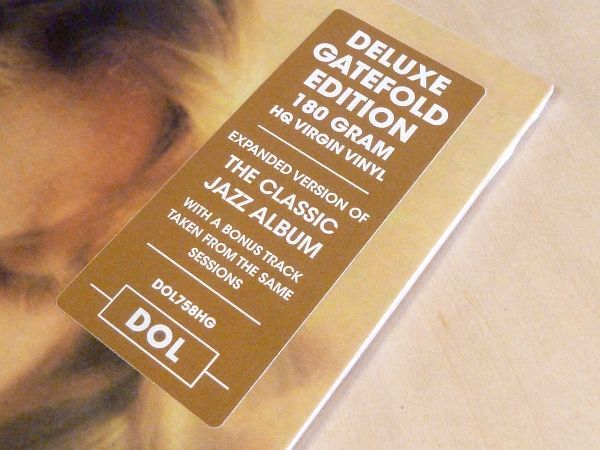 DELUXE
GATEFOLD
EDITION
180 GRAM
HQ VIRGIN VINYL
EXPANDED VERSION OF
THE CLASSIC
JAZZ ALBUM
WITH A BONUS TRACK
TAKEN FROM THE SAME
SESSIONS
DOL758HG
DOL